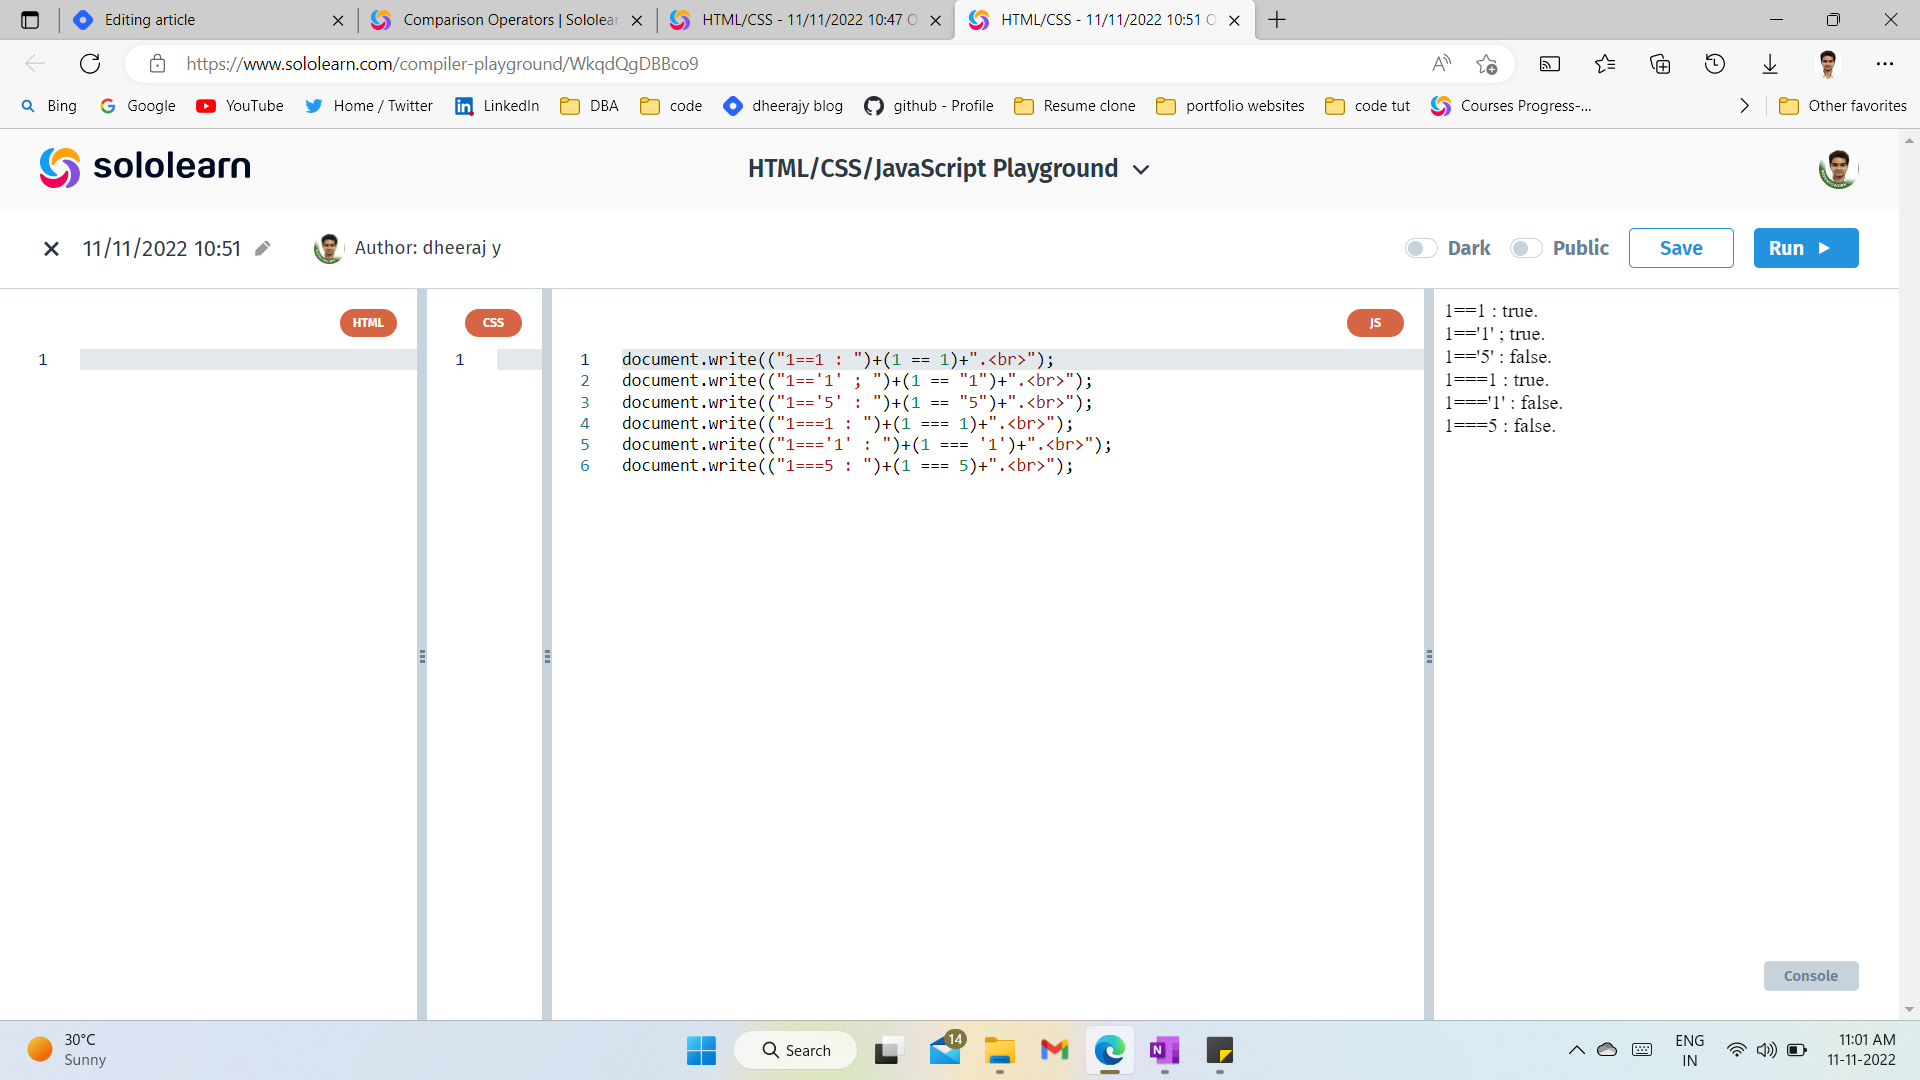 Editing article
Comparison Operators | Sololear
HTML/CSS - 11/11/2022 10:47 O
HTML/CSS - 11/11/2022 10:51 O
https://www.sololearn.com/compiler-playground/WkqdQgDBBco9
Bing
Google
YouTube
Home / Twitter
LinkedIn
DBA
code
dheerajy blog
github - Profile
Resume clone
portfolio websites
code tut
Courses Progress-...
Other favorites
sololearn
HTML/CSS/JavaScript Playground
11/11/2022 10:51
Author: dheeraj y
Dark
Public
Save
Run
HTML
1
CSS
1
JS
1 document.write(("1==1 : ")+(1 == 1)+".<br>");
2 document.write(("1=='1' ; ")+(1 == "1")+".<br>");
3 document.write(("1=='5' : ")+(1 == "5")+".<br>");
4 document.write(("1===1 : ")+(1 === 1)+".<br>");
5 document.write(("1==='1' : ")+(1 === '1')+".<br>");
6 document.write(("1===5 : ")+(1 === 5)+".<br>");
1==1 : true.
1=='1' ; true.
1=='5' : false.
1===1 : true.
1==='1' : false.
1===5 : false.
Console
30°C
Sunny
Search
14
ENG
IN
11:01 AM
11-11-2022